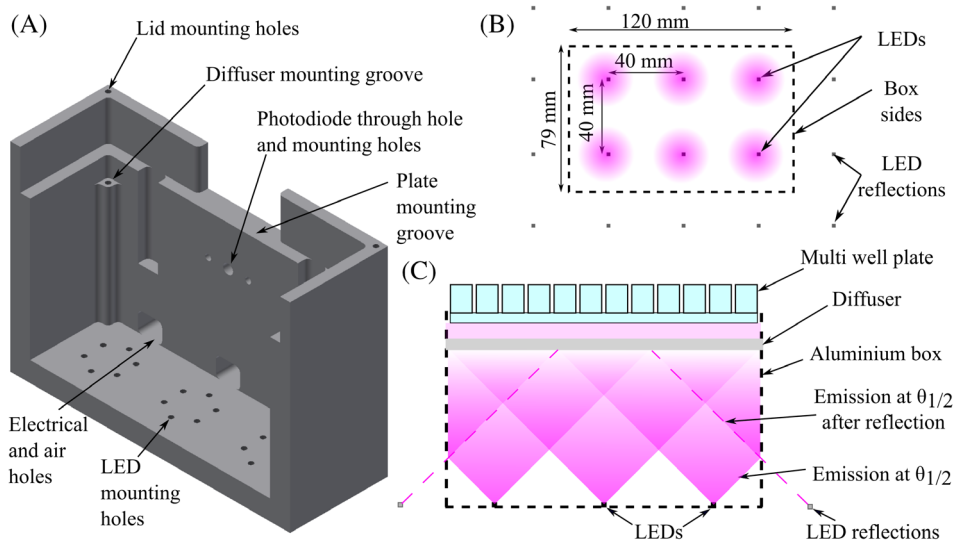 (A)
Lid mounting holes
Diffuser mounting groove
Photodiode through hole
and mounting holes
Plate
mounting
groove
Electrical
and air
holes
LED
mounting
holes
(B)
120 mm
40 mm
79 mm
40 mm
LEDs
Box
sides
LED
reflections
(C)
Multi well plate
Diffuser
Aluminium box
Emission at θ1/2
after reflection
Emission at θ1/2
LEDs
LED reflections